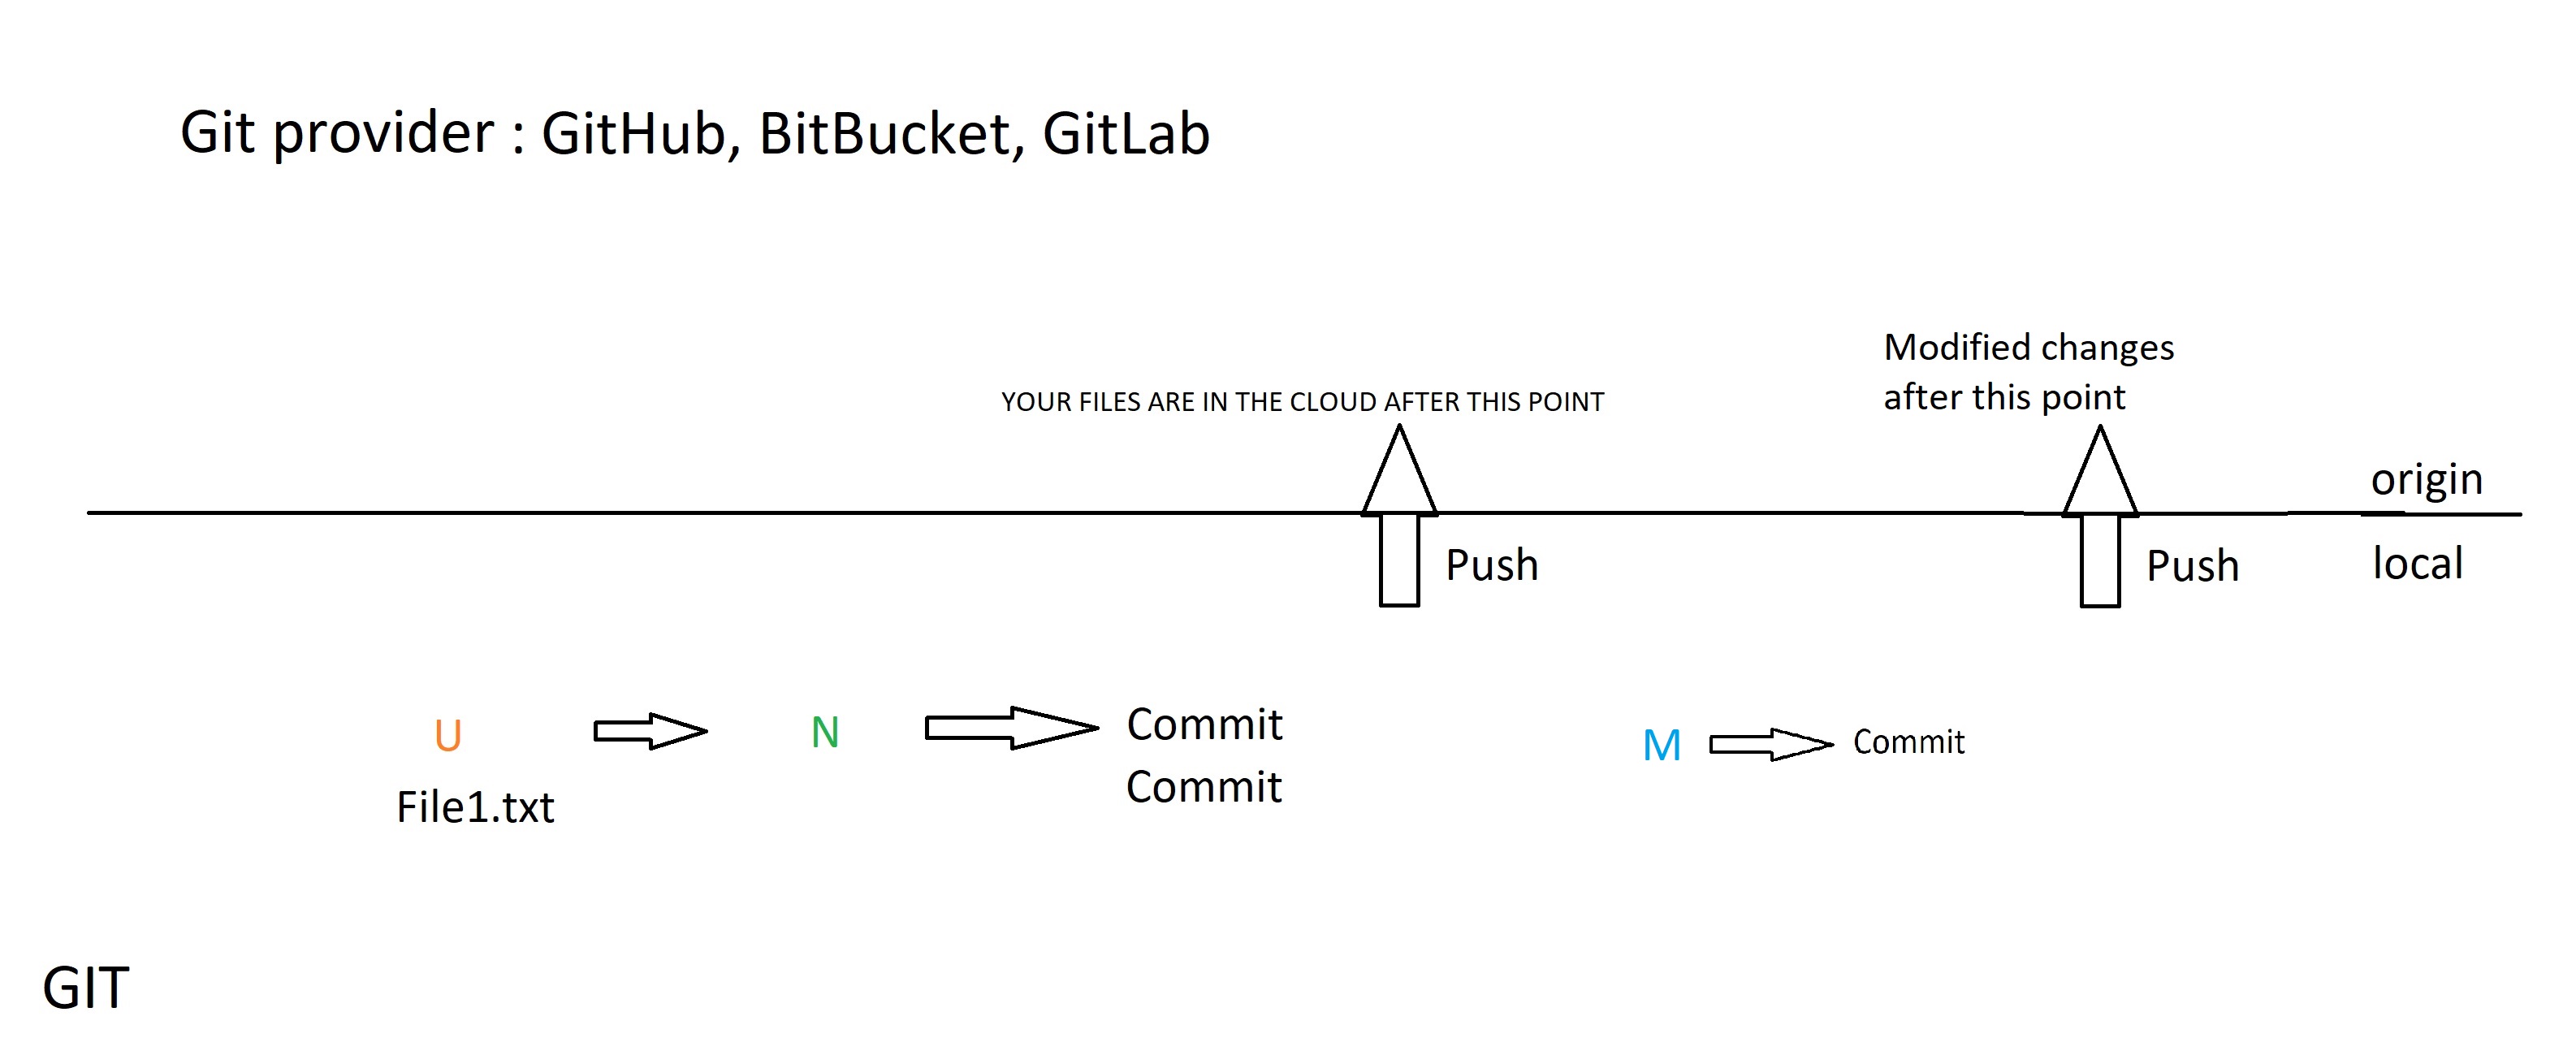 Git provider : GitHub, BitBucket, GitLab
Modified changes
after this point
YOUR FILES ARE IN THE CLOUD AFTER THIS POINT
origin
Push
Push
local
U
N
Commit
M
Commit
File1.txt
Commit
GIT